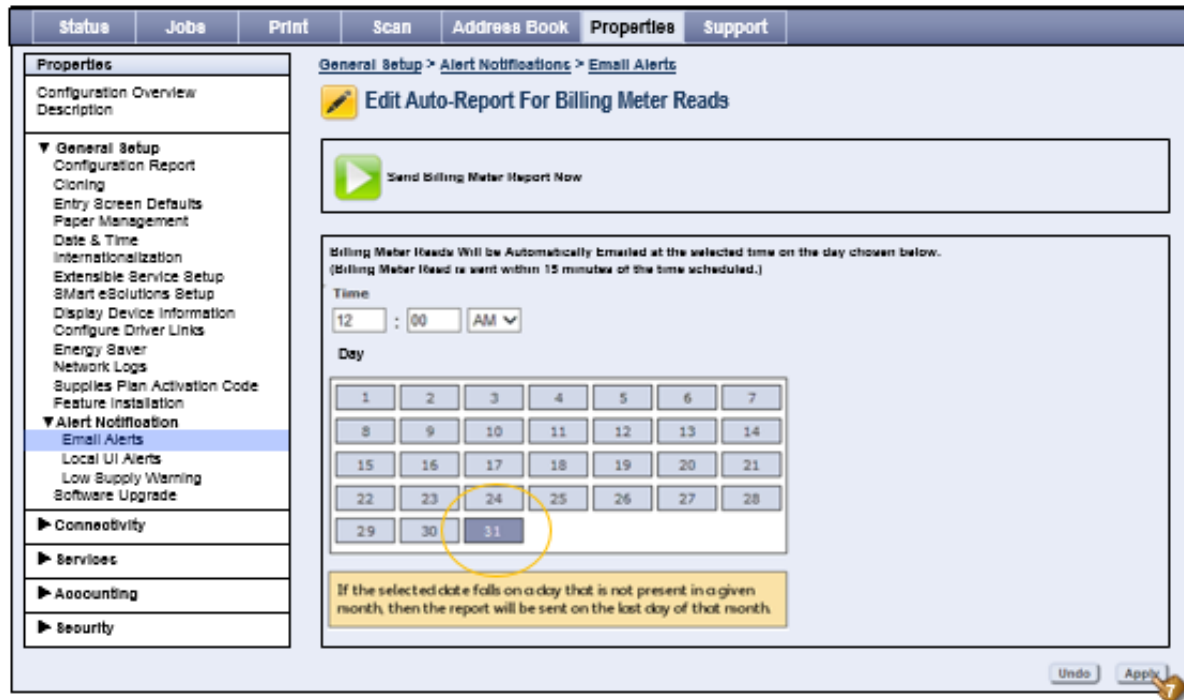 Status Jobs Print Scan Address Book Properties Support
Properties
Configuration Overview
Description
▼ General Setup
Configuration Report
Cloning
Entry Screen Defaults
Paper Management
Date & Time
Internationalization
Extensible Service Setup
SMart eSolutions Setup
Display Device Information
Configure Driver Links
Energy Saver
Network Logs
Supplies Plan Activation Code
Feature Installation
▼Alert Notification
Email Alerts
Local UI Alerts
Low Supply Warning
Software Upgrade
▶ Connectivity
▶ Services
▶ Accounting
▶ Security
General Setup > Alert Notifications > Email Alerts
Edit Auto-Report For Billing Meter Reads
Send Billing Meter Report Now
Billing Meter Reads Will be Automatically Emailed at the selected time on the day chosen below.
(Billing Meter Read is sent within 15 minutes of the time scheduled.)
Time
12 : 00 AM
Day
1 2 3 4 5 6 7
8 9 10 11 12 13 14
15 16 17 18 19 20 21
22 23 24 25 26 27 28
29 30 31
If the selected date falls on a day that is not present in a given
month, then the report will be sent on the last day of that month.
Undo Apply
7